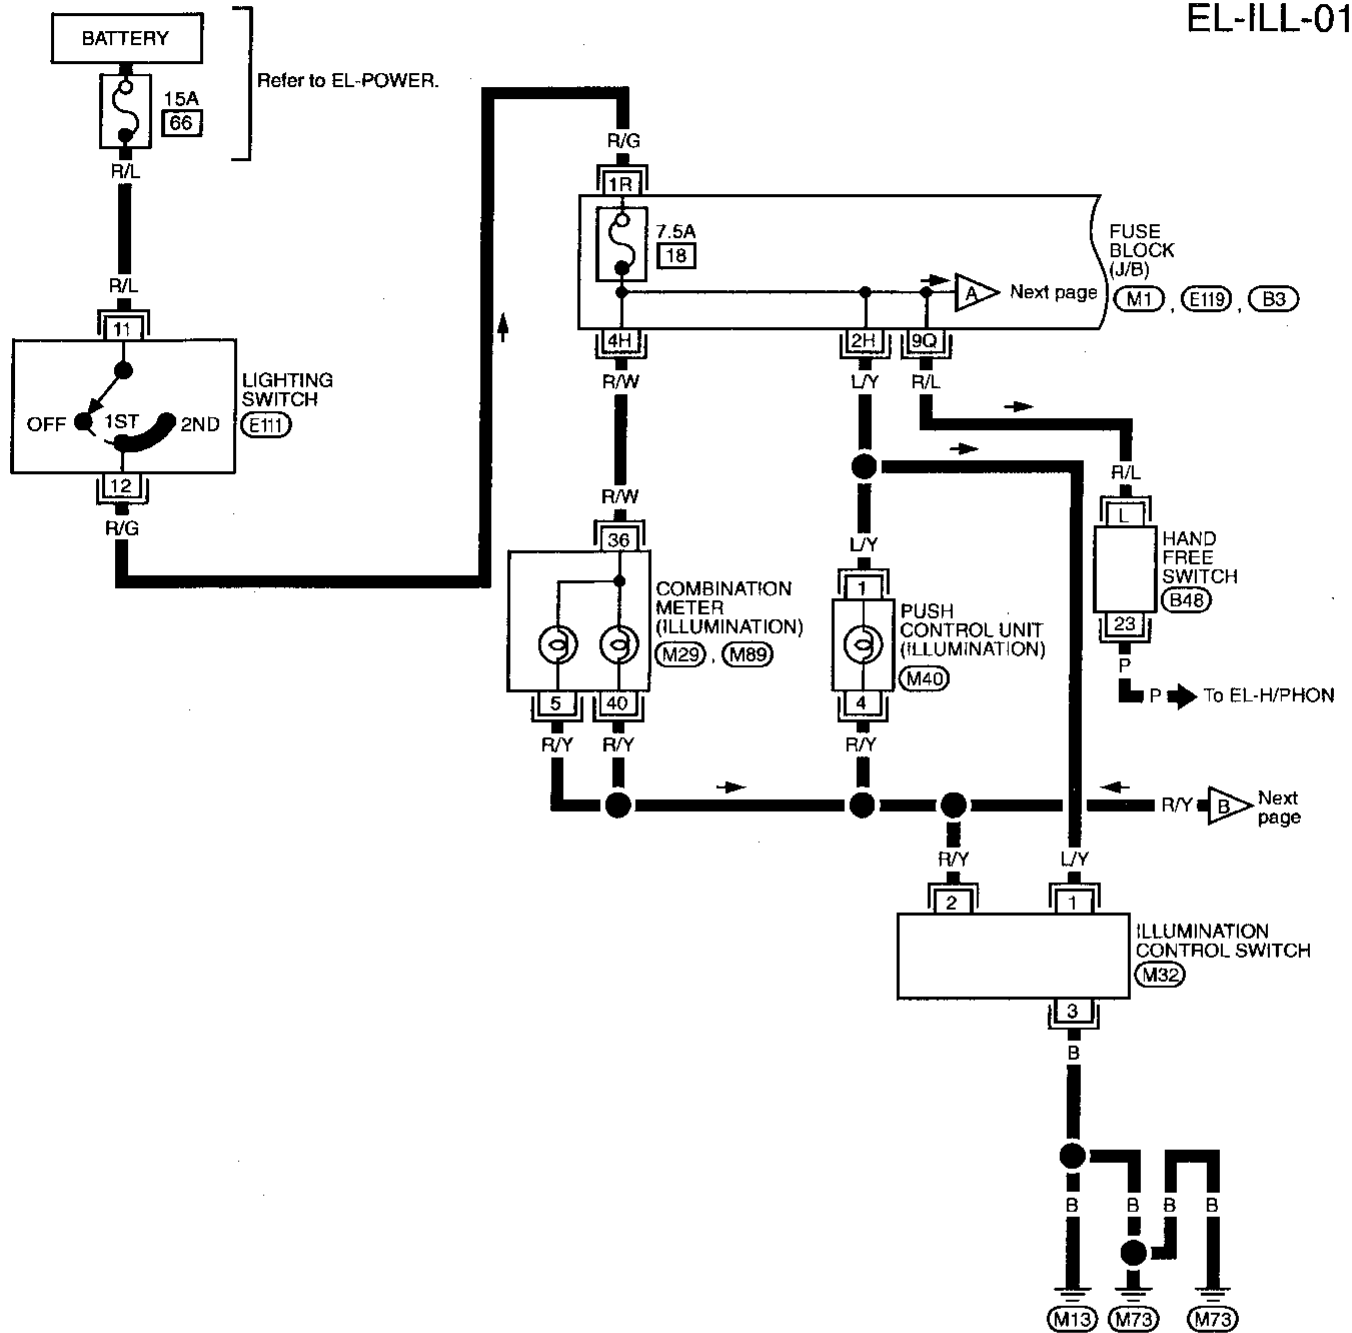 EL-ILL-01
BATTERY
Refer to EL-POWER.
15A
66
R/L
R/G
1R
7.5A
18
FUSE
BLOCK
(J/B)
M1 , E119 , B3
A Next page
R/L
11
4H
2H
9Q
R/W
L/Y
R/L
LIGHTING
SWITCH
E111
OFF
1ST
2ND
12
R/G
R/L
R/W
L
36
L/Y
HAND
FREE
SWITCH
B48
1
COMBINATION
METER
(ILLUMINATION)
M29 , M89
PUSH
CONTROL UNIT
(ILLUMINATION)
M40
23
P
P To EL-H/PHON
5
40
4
R/Y
R/Y
R/Y
R/Y B Next
page
R/Y
L/Y
2
1
ILLUMINATION
CONTROL SWITCH
M32
3
B
B
B
B
B
M13
M73
M73